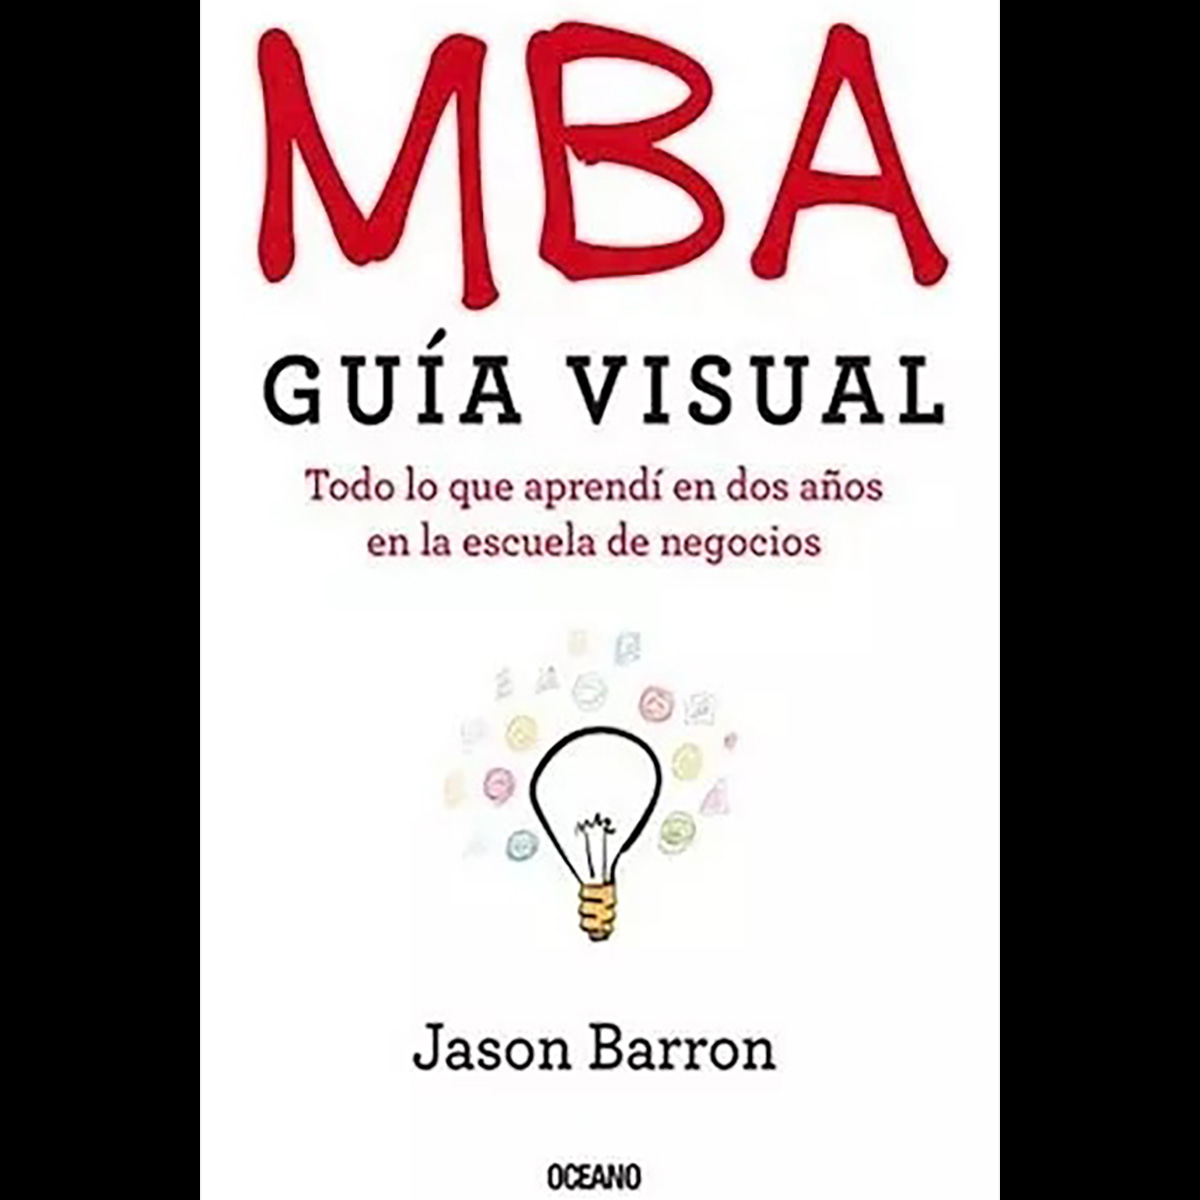 MBA
GUÍA VISUAL
Todo lo que aprendí en dos años
en la escuela de negocios
Jason Barron
OCEANO